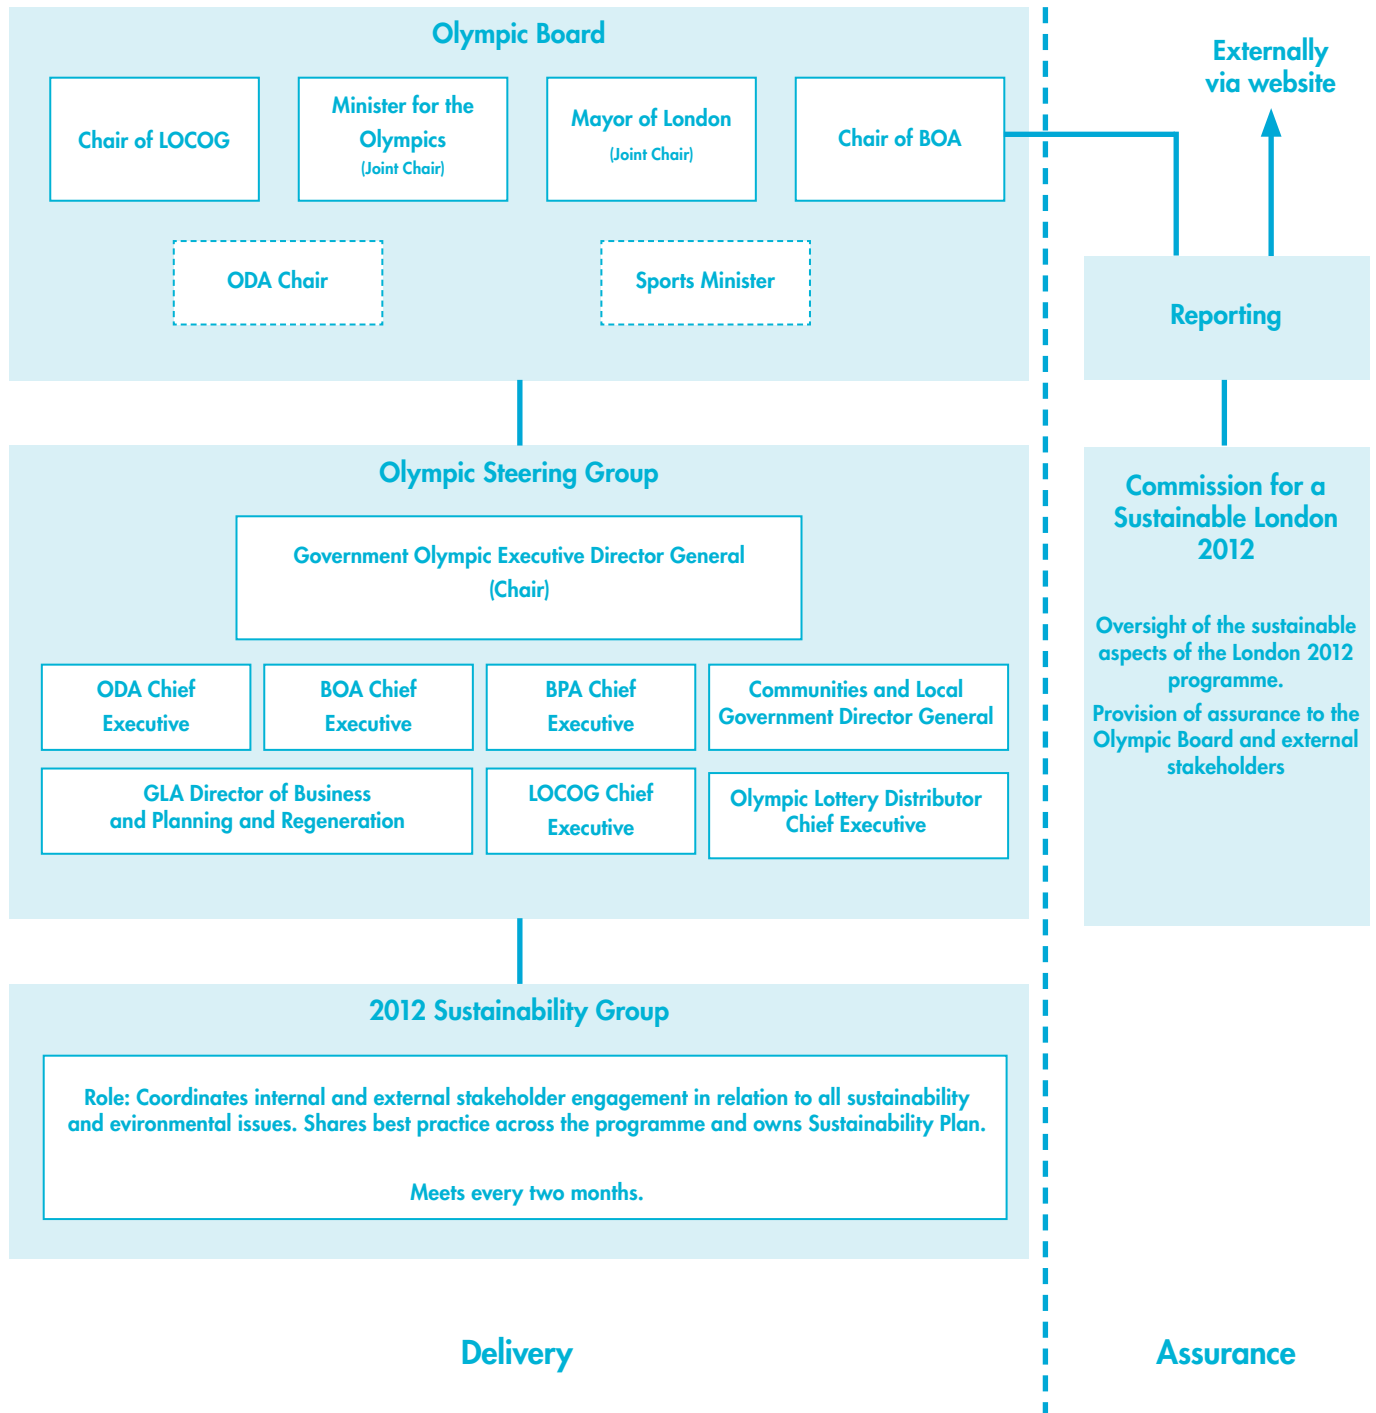 Olympic Board
Chair of LOCOG
Minister for the
Olympics
(Joint Chair)
Mayor of London
(Joint Chair)
Chair of BOA
ODA Chair
Sports Minister
Externally
via website
Reporting
Olympic Steering Group
Government Olympic Executive Director General
(Chair)
ODA Chief
Executive
BOA Chief
Executive
BPA Chief
Executive
Communities and Local
Government Director General
GLA Director of Business
and Planning and Regeneration
LOCOG Chief
Executive
Olympic Lottery Distributor
Chief Executive
Commission for a
Sustainable London
2012
Oversight of the sustainable
aspects of the London 2012
programme.
Provision of assurance to the
Olympic Board and external
stakeholders
2012 Sustainability Group
Role: Coordinates internal and external stakeholder engagement in relation to all sustainability
and evironmental issues. Shares best practice across the programme and owns Sustainability Plan.
Meets every two months.
Delivery
Assurance